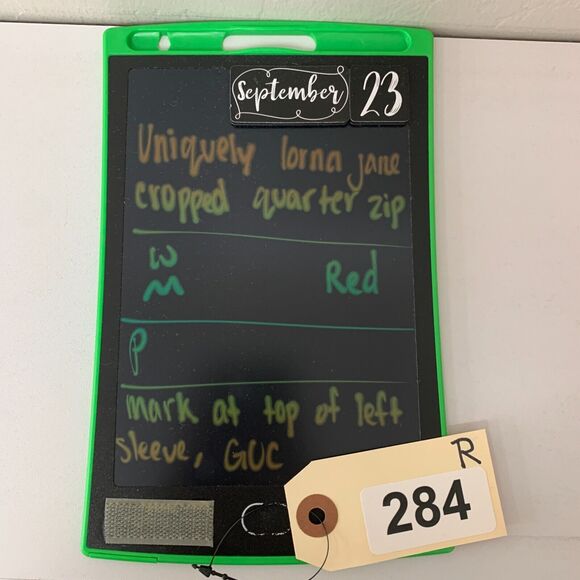 September 23
Uniquely lorna jane
cropped quarter zip
Red
P
mark at top of left
sleeve, GUC
R
284